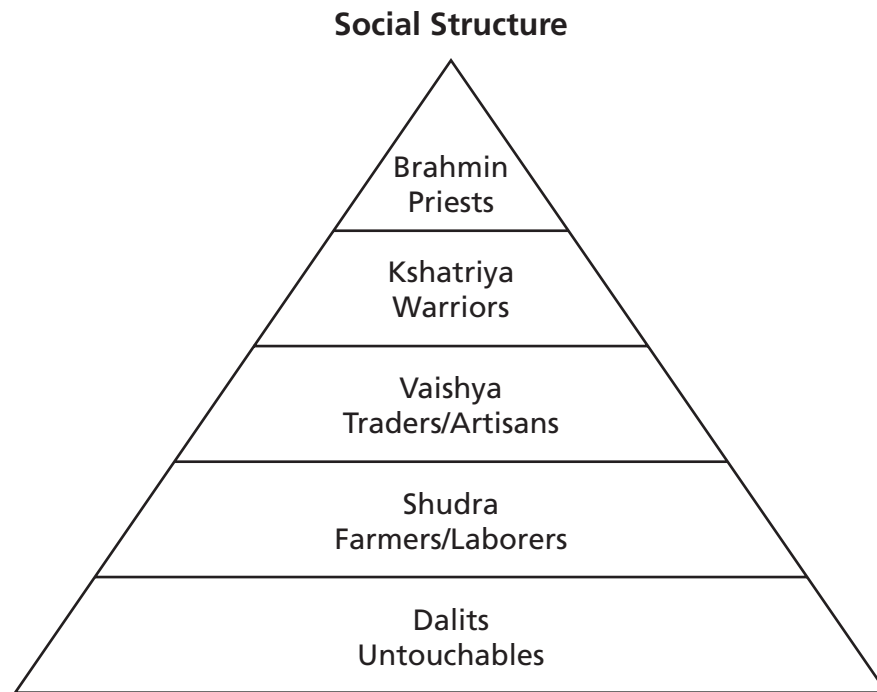 Social Structure
Brahmin
Priests
Kshatriya
Warriors
Vaishya
Traders/Artisans
Shudra
Farmers/Laborers
Dalits
Untouchables